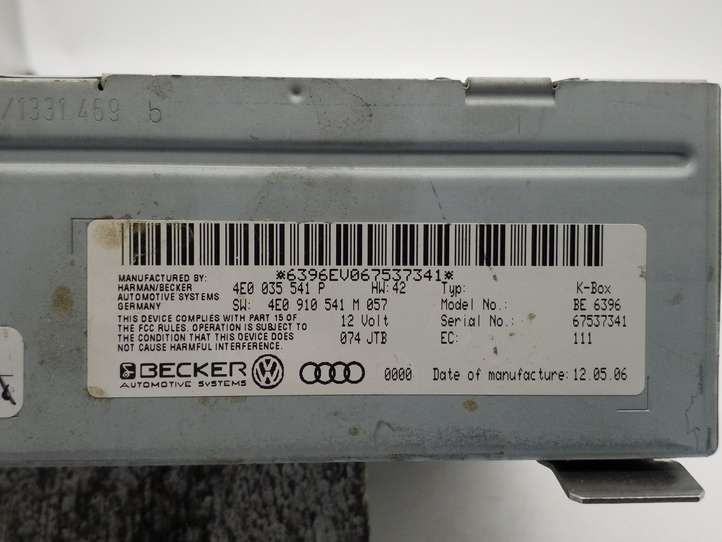 /1331 469 b
*6396EV067537341*
MANUFACTURED BY:
HARMAN/BECKER
AUTOMOTIVE SYSTEMS
GERMANY
4E0 035 541 P HW: 42 Typ: K-Box
SW: 4E0 910 541 M 057 Model No.: BE 6396
THIS DEVICE COMPLIES WITH PART 15 OF
THE FCC RULES. OPERATION IS SUBJECT TO
THE CONDITION THAT THIS DEVICE DOES
NOT CAUSE HARMFUL INTERFERENCE.
12 Volt Serial No.: 67537341
074 JTB EC: 111
BECKER
AUTOMOTIVE SYSTEMS
0000 Date of manufacture: 12.05.06